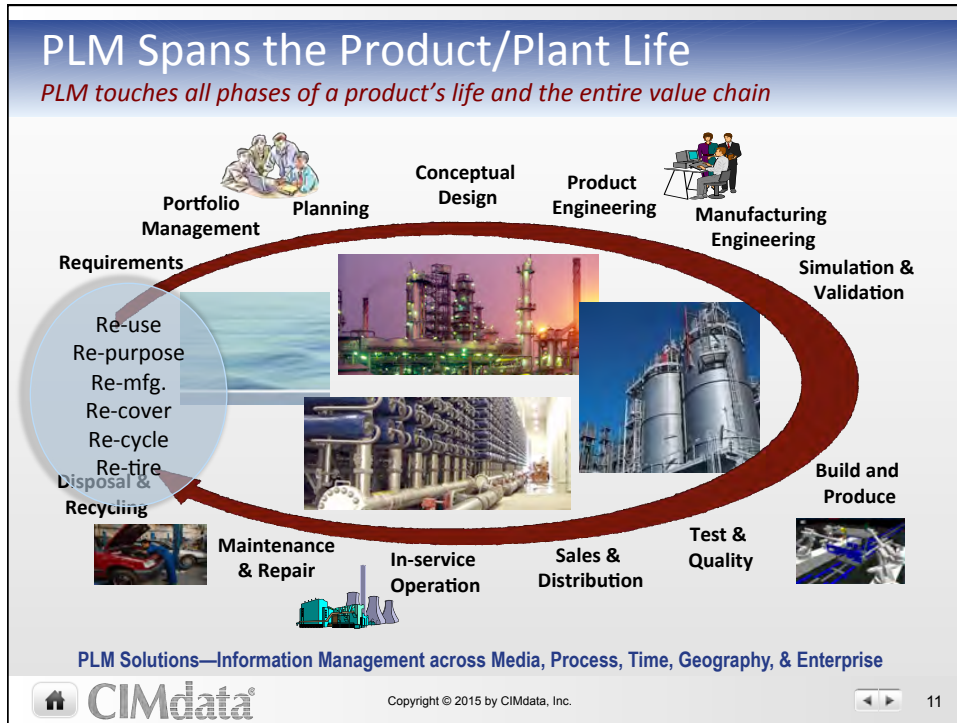 PLM Spans the Product/Plant Life
PLM touches all phases of a product's life and the entire value chain
Conceptual
Design
Product
Engineering
Portfolio
Management
Planning
Manufacturing
Engineering
Requirements
Simulation &
Validation
Re-use
Re-purpose
Re-mfg.
Re-cover
Re-cycle
Re-tire
Disposal &
Recycling
Build and
Produce
Maintenance
& Repair
In-service
Operation
Sales &
Distribution
Test &
Quality
PLM Solutions—Information Management across Media, Process, Time, Geography, & Enterprise
CIMdata®
Copyright © 2015 by CIMdata, Inc.
11